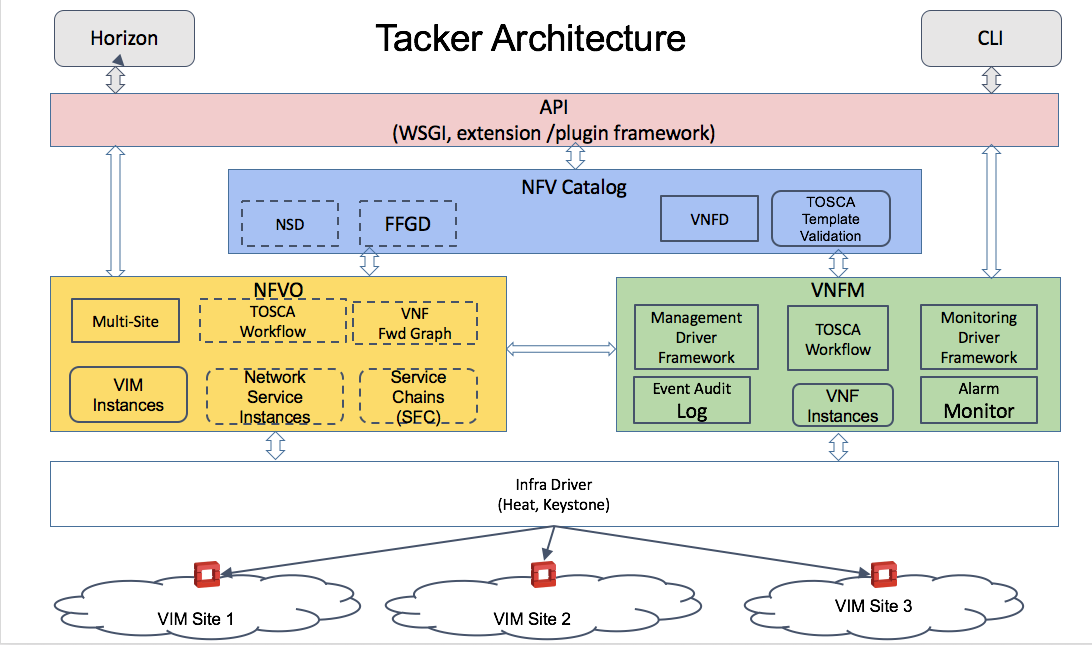 Horizon
Tacker Architecture
CLI
API
(WSGI, extension /plugin framework)
NFV Catalog
NSD
FFGD
VNFD
TOSCA
Template
Validation
NFVO
Multi-Site
TOSCA
Workflow
VNF
Fwd Graph
VIM
Instances
Network
Service
Instances
Service
Chains
(SEC)
VNFM
Management
Driver
Framework
TOSCA
Workflow
Monitoring
Driver
Framework
Event Audit
Log
VNF
Instances
Alarm
Monitor
Infra Driver
(Heat, Keystone)
VIM Site 1
VIM Site 2
VIM Site 3